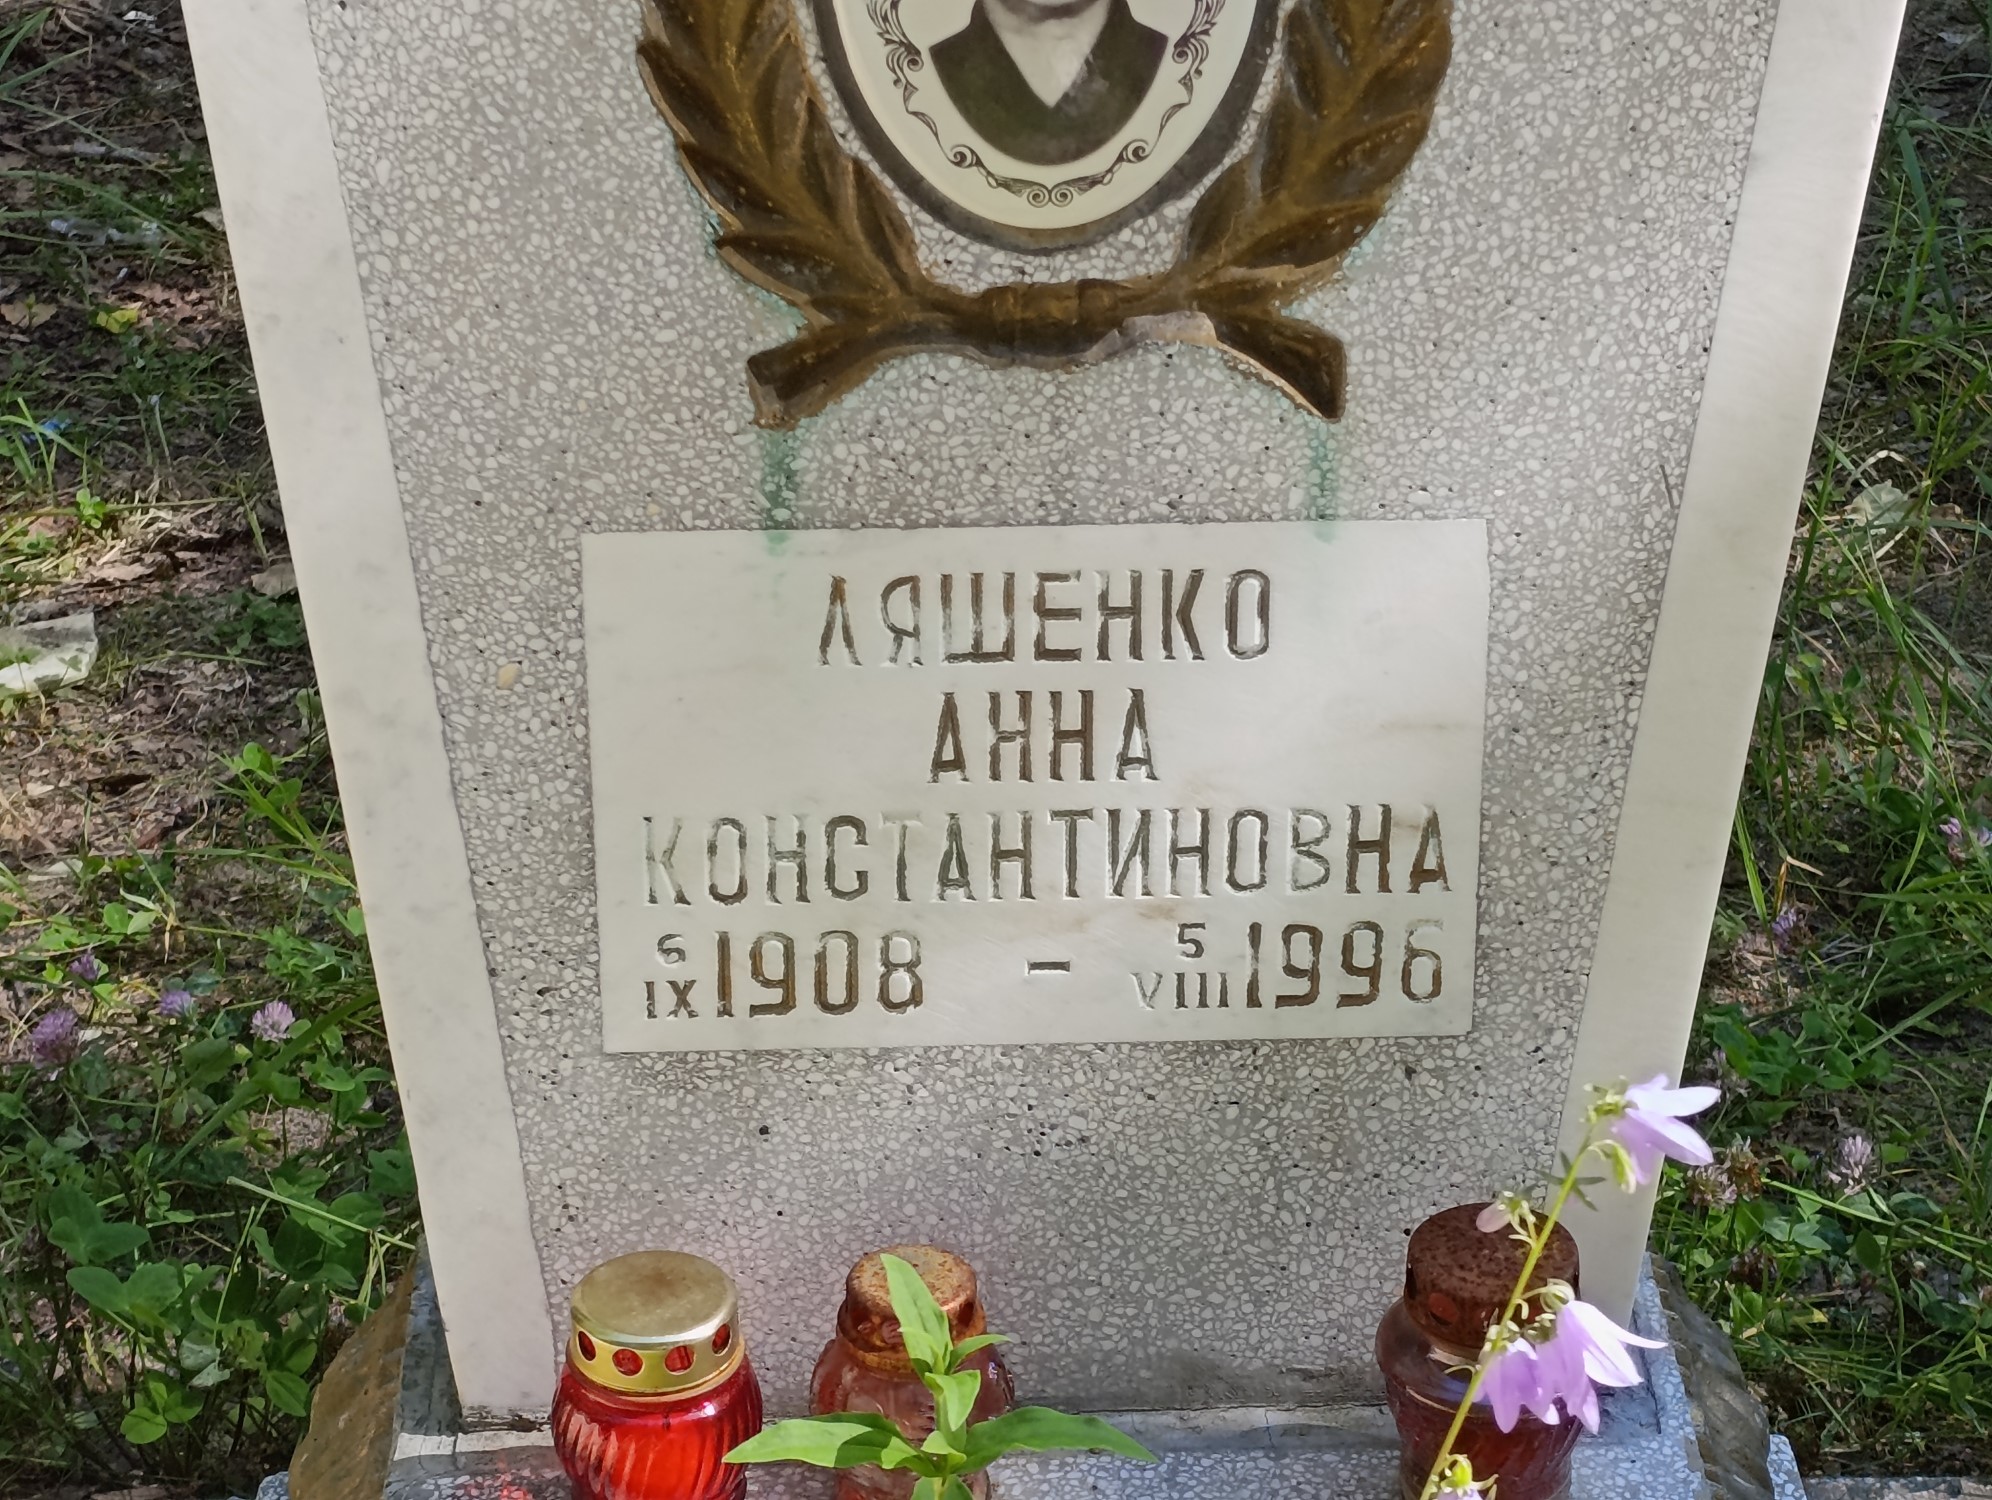 ЛЯШЕНКО
АННА
КОНСТАНТИНОВНА
6 IX 1908 - 5 VIII 1996